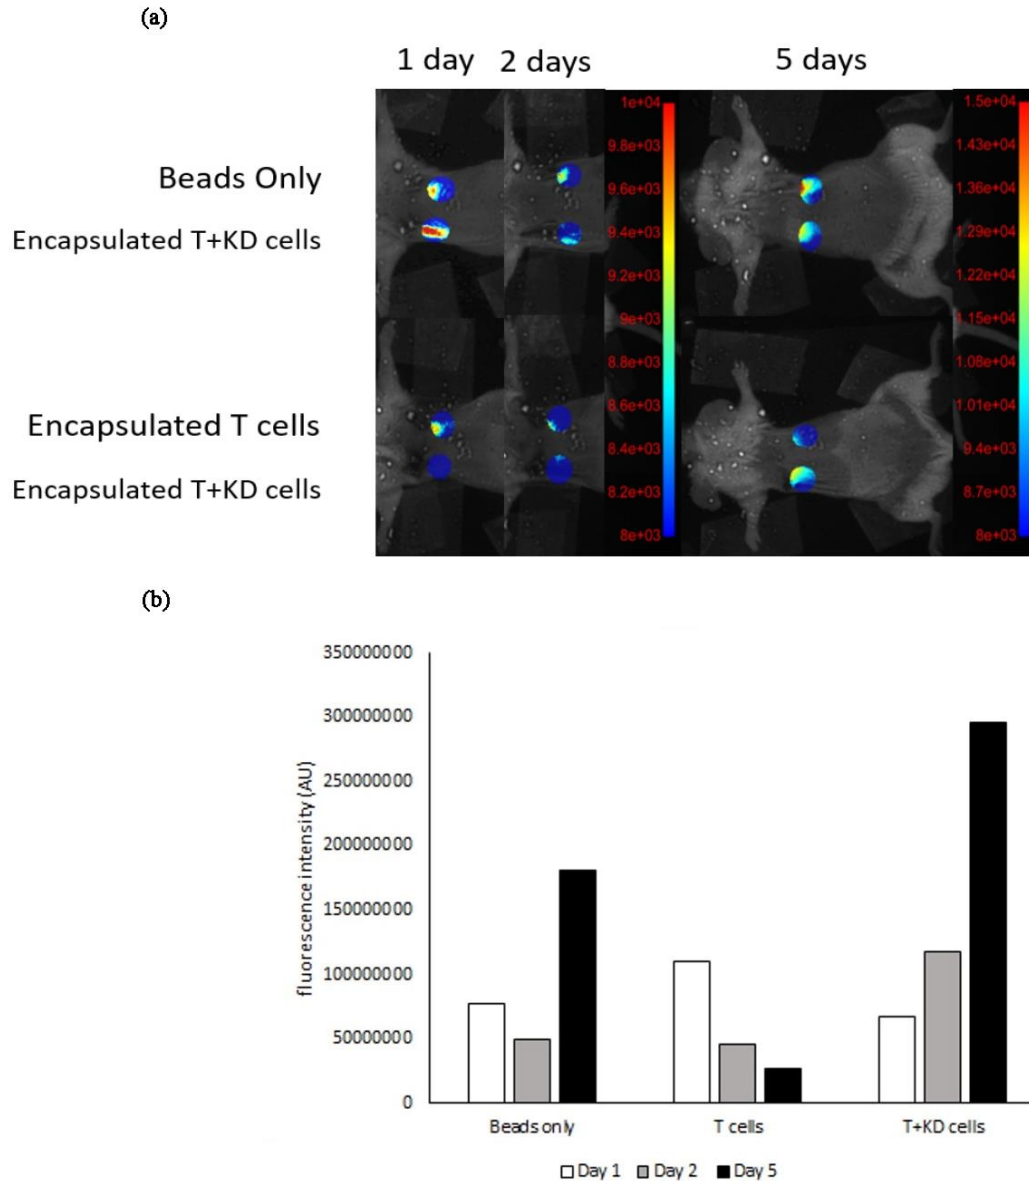 (a)
1 day 2 days 5 days
Beads Only
Encapsulated T+KD cells
Encapsulated T cells
Encapsulated T+KD cells
1e+04
9.8e+03
9.6e+03
9.4e+03
9.2e+03
9e+03
8.8e+03
8.6e+03
8.4e+03
8.2e+03
8e+03
1.5e+04
1.43e+04
1.36e+04
1.29e+04
1.22e+04
1.15e+04
1.08e+04
1.01e+04
9.4e+03
8.7e+03
8e+03
(b)
fluorescence intensity (AU)
350000000
300000000
250000000
200000000
150000000
100000000
50000000
0
Beads only T cells T+KD cells
Day 1 Day 2 Day 5